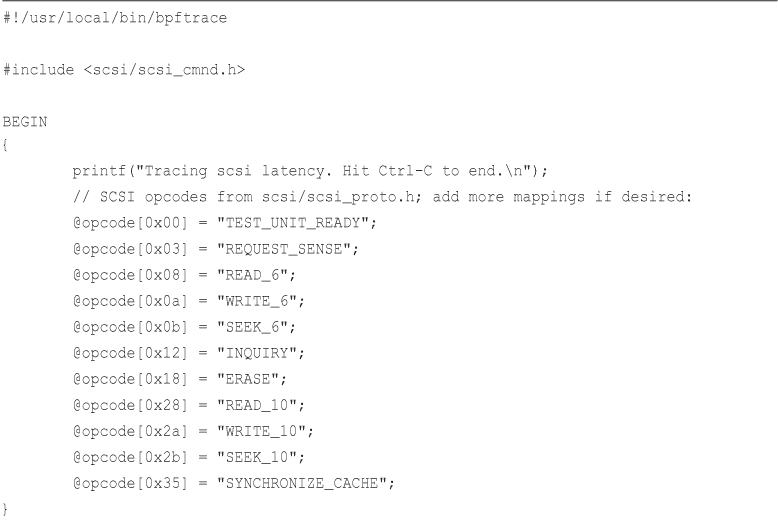 #!/usr/local/bin/bpftrace
#include <scsi/scsi_cmnd.h>
BEGIN
{
        printf("Tracing scsi latency. Hit Ctrl-C to end.\n");
        // SCSI opcodes from scsi/scsi_proto.h; add more mappings if desired:
        @opcode[0x00] = "TEST_UNIT_READY";
        @opcode[0x03] = "REQUEST_SENSE";
        @opcode[0x08] = "READ_6";
        @opcode[0x0a] = "WRITE_6";
        @opcode[0x0b] = "SEEK_6";
        @opcode[0x12] = "INQUIRY";
        @opcode[0x18] = "ERASE";
        @opcode[0x28] = "READ_10";
        @opcode[0x2a] = "WRITE_10";
        @opcode[0x2b] = "SEEK_10";
        @opcode[0x35] = "SYNCHRONIZE_CACHE";
}